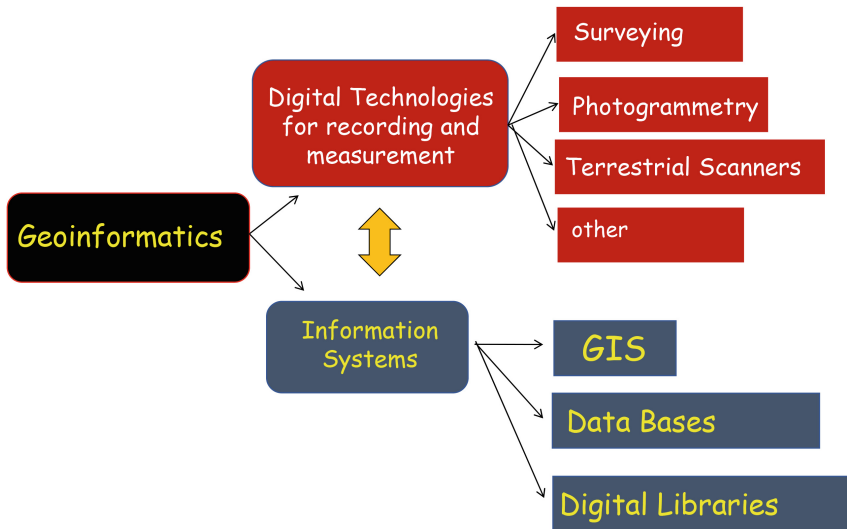 Geoinformatics
Digital Technologies
for recording and
measurement
Surveying
Photogrammetry
Terrestrial Scanners
other
Information
Systems
GIS
Data Bases
Digital Libraries